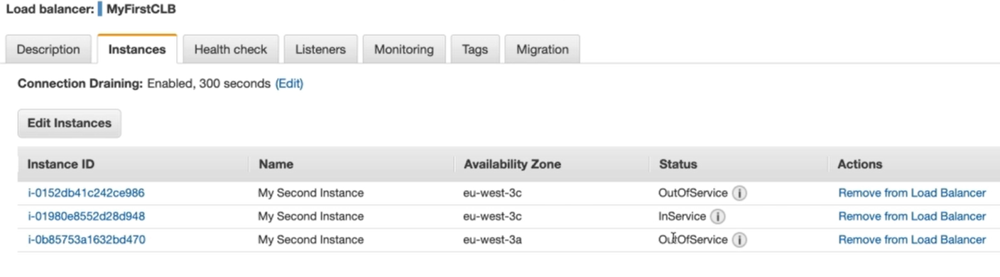 Load balancer: MyFirstCLB
Description Instances Health check Listeners Monitoring Tags Migration
Connection Draining: Enabled, 300 seconds (Edit)
Edit Instances
Instance ID Name Availability Zone Status Actions
i-0152db41c242ce986 My Second Instance eu-west-3c OutOfService i Remove from Load Balancer
i-01980e8552d28d948 My Second Instance eu-west-3c InService i Remove from Load Balancer
i-0b85753a1632bd470 My Second Instance eu-west-3a OutOfService i Remove from Load Balancer